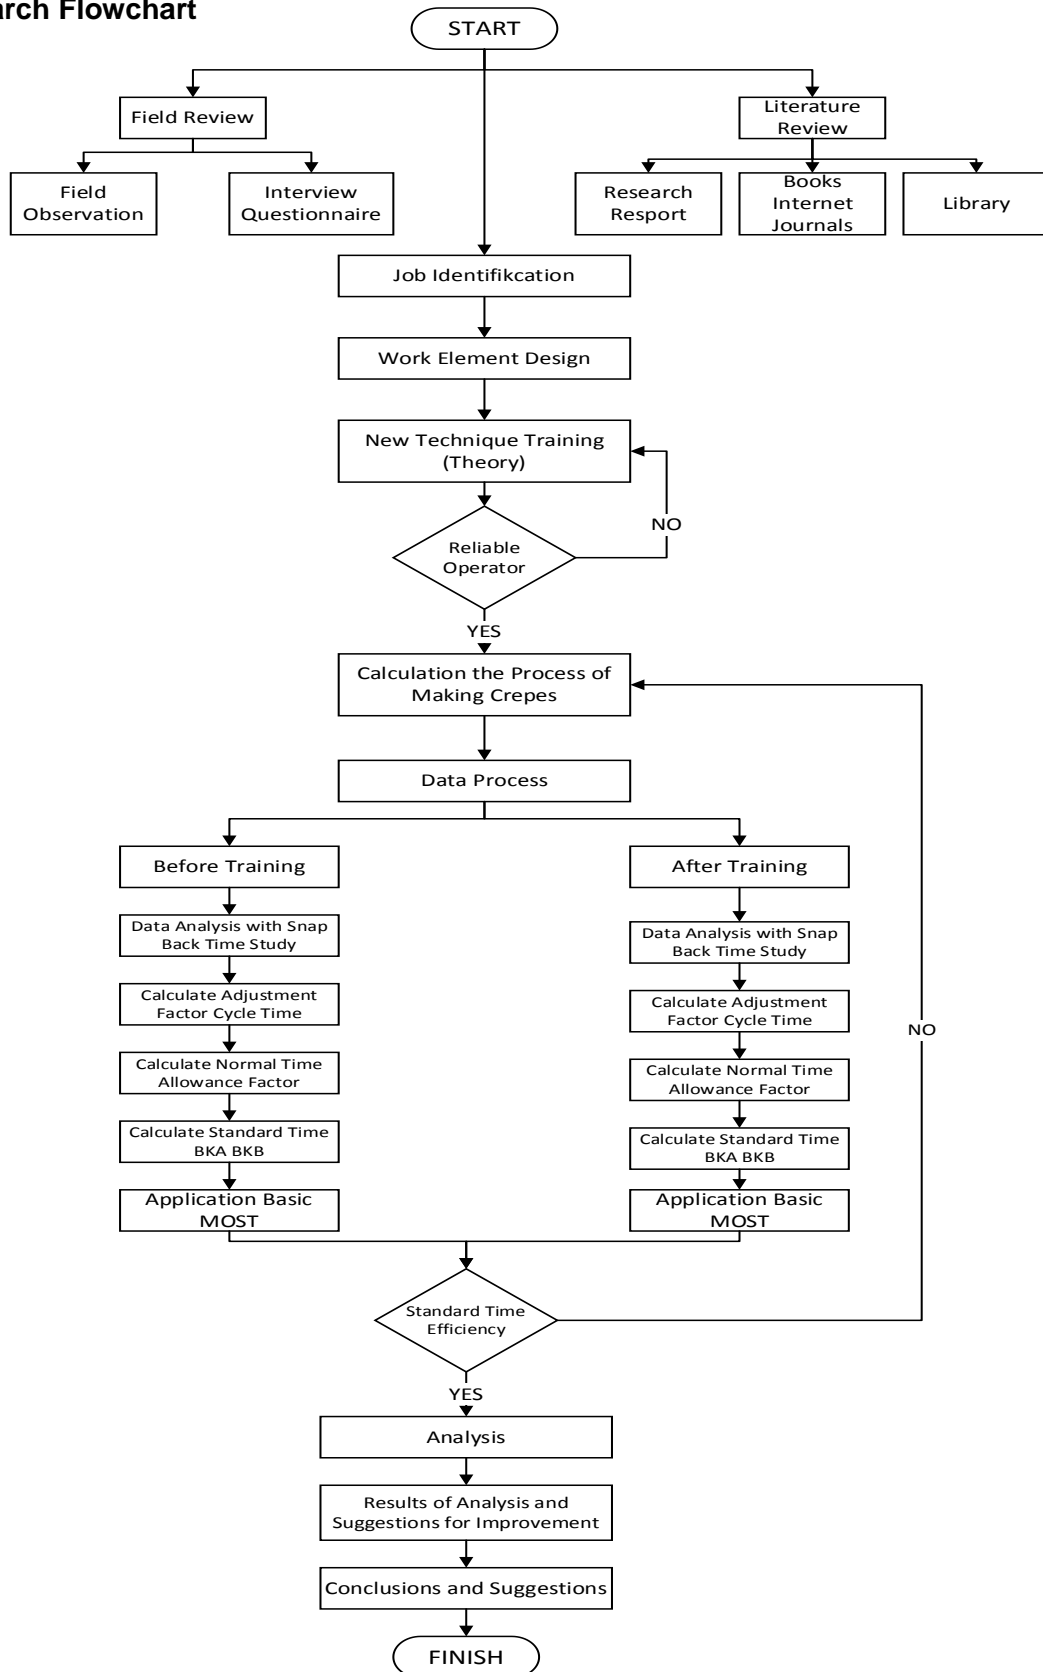 arch Flowchart
START
Field Review
Literature
Review
Field
Observation
Interview
Questionnaire
Research
Resport
Books
Internet
Journals
Library
Job Identifikcation
Work Element Design
New Technique Training
(Theory)
NO
Reliable
Operator
YES
Calculation the Process of
Making Crepes
Data Process
Before Training
After Training
Data Analysis with Snap
Back Time Study
Data Analysis with Snap
Back Time Study
Calculate Adjustment
Factor Cycle Time
Calculate Adjustment
Factor Cycle Time
NO
Calculate Normal Time
Allowance Factor
Calculate Normal Time
Allowance Factor
Calculate Standard Time
BKA BKB
Calculate Standard Time
BKA BKB
Application Basic
MOST
Application Basic
MOST
Standard Time
Efficiency
YES
Analysis
Results of Analysis and
Suggestions for Improvement
Conclusions and Suggestions
FINISH